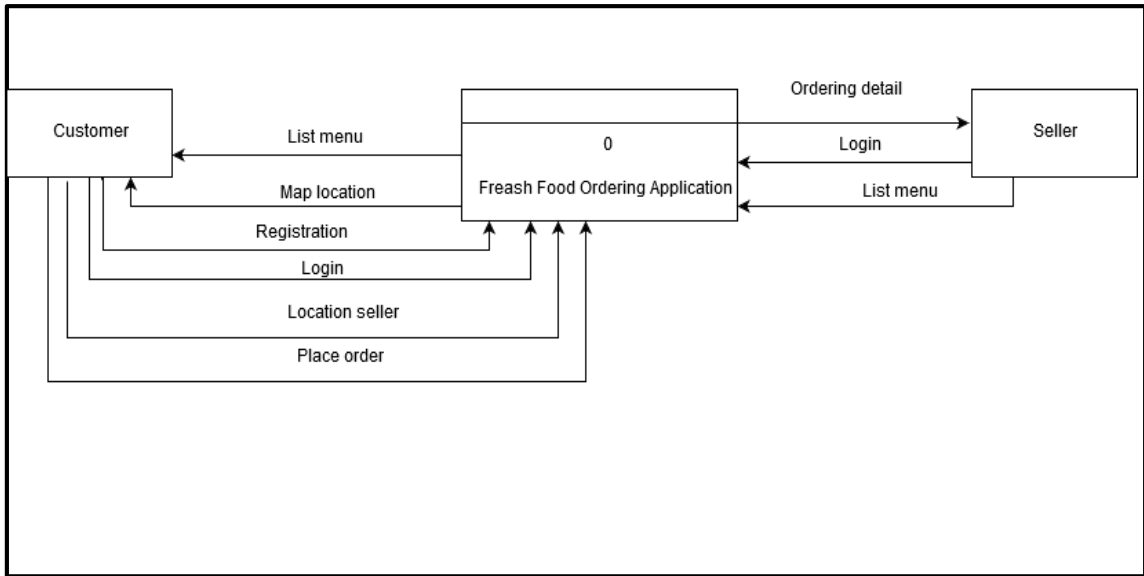 Ordering detail
Customer
List menu
0
Login
Seller
Freash Food Ordering Application
Map location
List menu
Registration
Login
Location seller
Place order